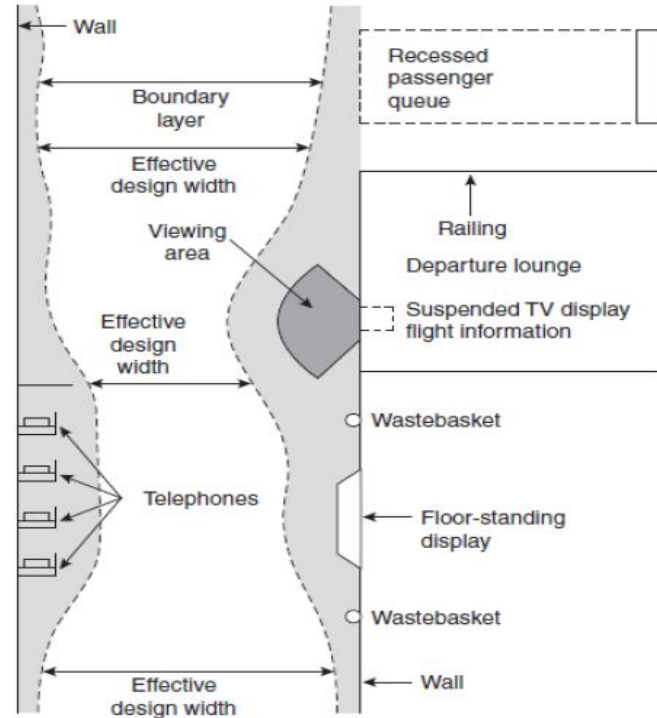 Wall
Recessed
passenger
queue
Boundary
layer
Effective
design width
Viewing
area
Railing
Departure lounge
Suspended TV display
flight information
Effective
design
width
Wastebasket
Telephones
Floor-standing
display
Wastebasket
Effective
design width
Wall